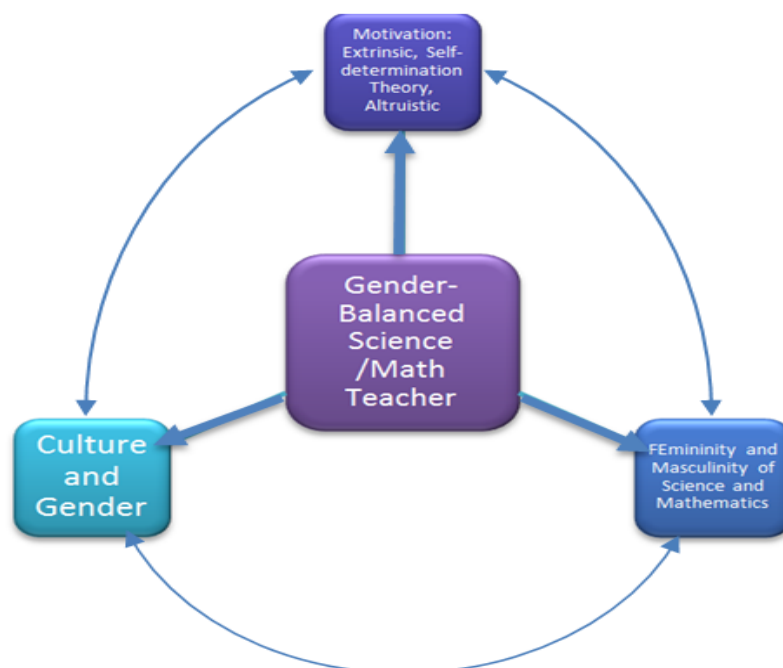 Motivation:
Extrinsic, Self-
determination
Theory,
Altruistic
Gender-
Balanced
Science
/Math
Teacher
Culture
and
Gender
FEmininity and
Masculinity of
Science and
Mathematics